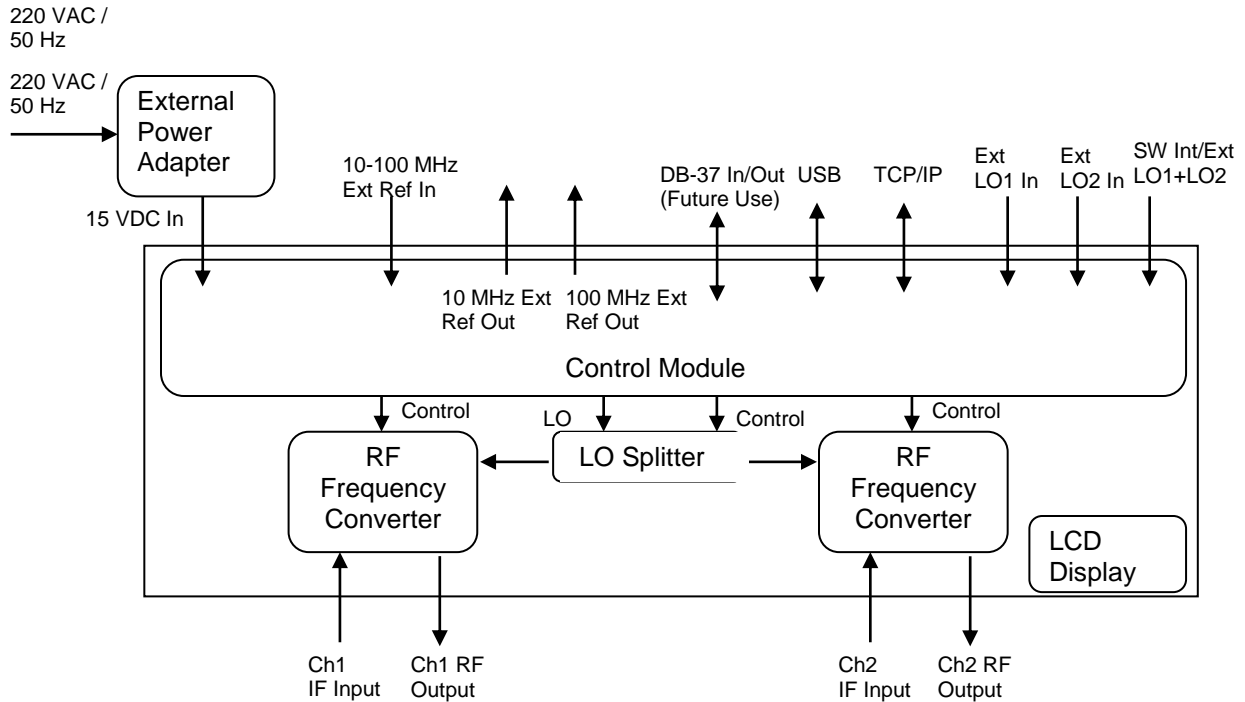 220 VAC /
50 Hz
220 VAC /
50 Hz
External
Power
Adapter
15 VDC In
10-100 MHz
Ext Ref In
DB-37 In/Out
(Future Use)
USB
TCP/IP
Ext
LO1 In
Ext
LO2 In
SW Int/Ext
LO1+LO2
10 MHz Ext
Ref Out
100 MHz Ext
Ref Out
Control Module
Control
LO
Control
Control
RF
Frequency
Converter
LO Splitter
RF
Frequency
Converter
LCD
Display
Ch1
IF Input
Ch1 RF
Output
Ch2
IF Input
Ch2 RF
Output